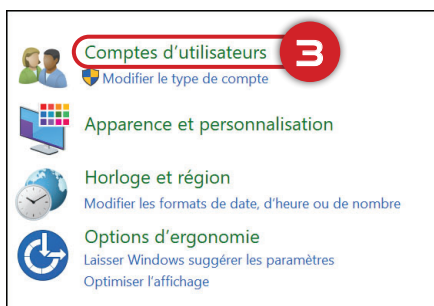 Comptes d'utilisateurs 3
Modifier le type de compte
Apparence et personnalisation
Horloge et région
Modifier les formats de date, d'heure ou de nombre
Options d'ergonomie
Laisser Windows suggérer les paramètres
Optimiser l'affichage